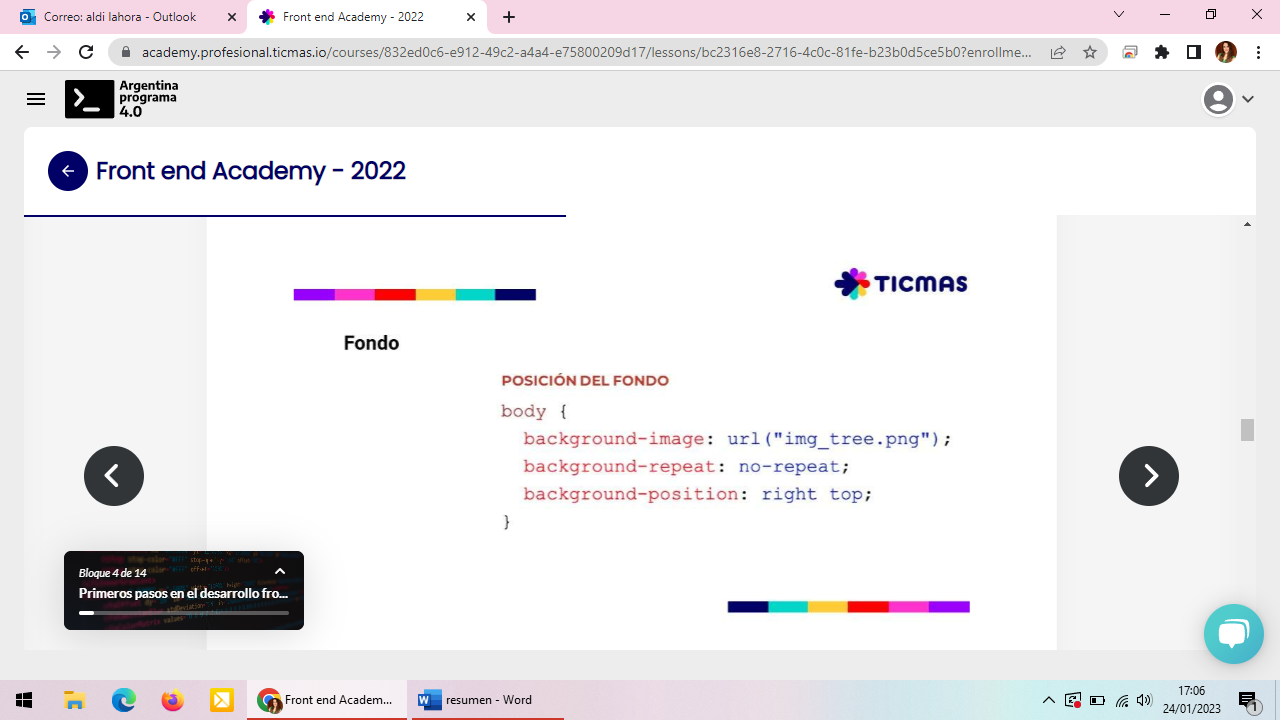 Correo: aldi lahora - Outlook
Front end Academy - 2022
academy.profesional.ticmas.io/courses/832ed0c6-e912-49c2-a4a4-e75800209d17/lessons/bc2316e8-2716-4c0c-81fe-b23b0d5ce5b0?enrollme...
Argentina
programa
4.0
Front end Academy - 2022
TICMAS
Fondo
POSICIÓN DEL FONDO
body {
background-image: url("img_tree.png");
background-repeat: no-repeat;
background-position: right top;
}
Bloque 4 de 14
Primeros pasos en el desarrollo fro...
Front end Academ...
resumen - Word
17:06
24/01/2023
1